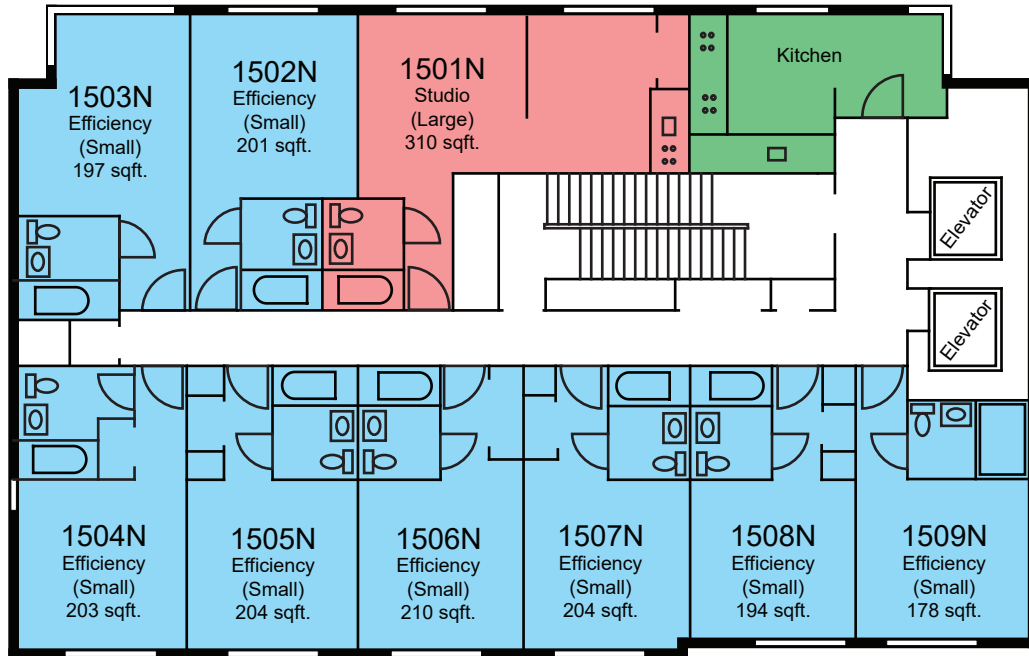 1503N
Efficiency
(Small)
197 sqft.
1502N
Efficiency
(Small)
201 sqft.
1501N
Studio
(Large)
310 sqft.
Kitchen
Elevator
Elevator
1504N
Efficiency
(Small)
203 sqft.
1505N
Efficiency
(Small)
204 sqft.
1506N
Efficiency
(Small)
210 sqft.
1507N
Efficiency
(Small)
204 sqft.
1508N
Efficiency
(Small)
194 sqft.
1509N
Efficiency
(Small)
178 sqft.